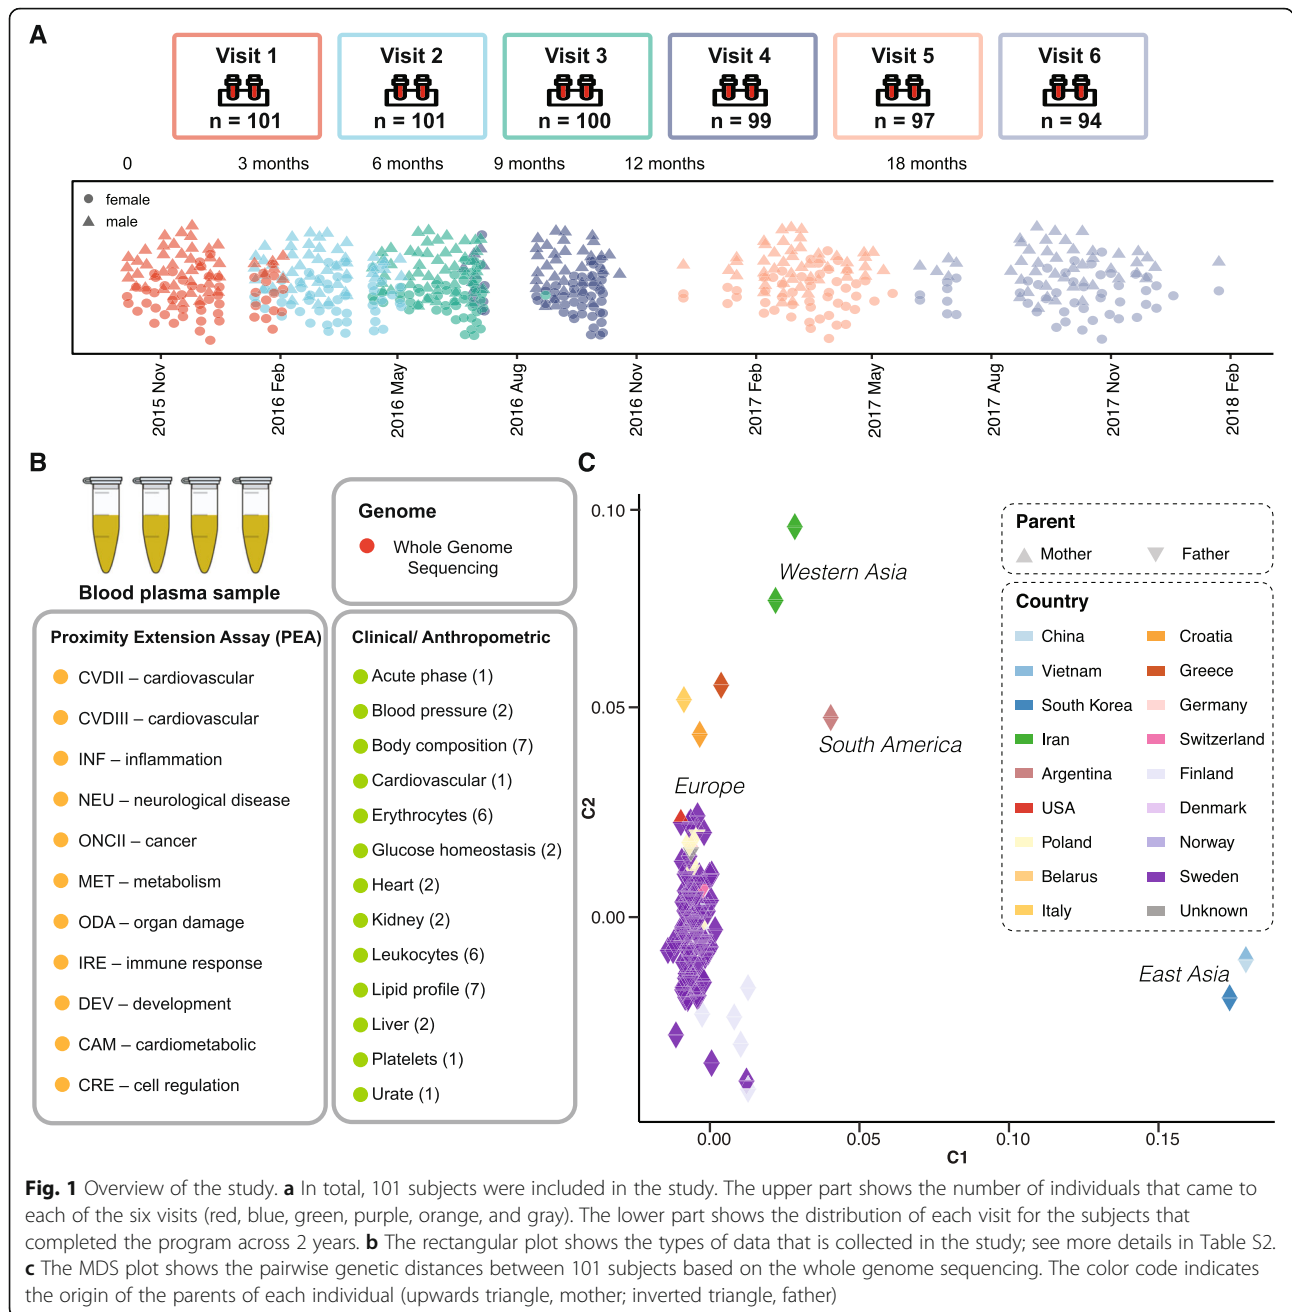 A
Visit 1
n = 101
Visit 2
n = 101
Visit 3
n = 100
Visit 4
n = 99
Visit 5
n = 97
Visit 6
n = 94
0 3 months 6 months 9 months 12 months 18 months
female
male
2015 Nov
2016 Feb
2016 May
2016 Aug
2016 Nov
2017 Feb
2017 May
2017 Aug
2017 Nov
2018 Feb
B
Blood plasma sample
Genome
Whole Genome
Sequencing
Proximity Extension Assay (PEA)
CVDII – cardiovascular
CVDIII – cardiovascular
INF – inflammation
NEU – neurological disease
ONCII – cancer
MET – metabolism
ODA – organ damage
IRE – immune response
DEV – development
CAM – cardiometabolic
CRE – cell regulation
Clinical/ Anthropometric
Acute phase (1)
Blood pressure (2)
Body composition (7)
Cardiovascular (1)
Erythrocytes (6)
Glucose homeostasis (2)
Heart (2)
Kidney (2)
Leukocytes (6)
Lipid profile (7)
Liver (2)
Platelets (1)
Urate (1)
C
C2
0.10
0.05
0.00
Western Asia
South America
Europe
East Asia
0.00 0.05 0.10 0.15
C1
Parent
Mother Father
Country
China Croatia
Vietnam Greece
South Korea Germany
Iran Switzerland
Argentina Finland
USA Denmark
Poland Norway
Belarus Sweden
Italy Unknown
Fig. 1 Overview of the study. a In total, 101 subjects were included in the study. The upper part shows the number of individuals that came to
each of the six visits (red, blue, green, purple, orange, and gray). The lower part shows the distribution of each visit for the subjects that
completed the program across 2 years. b The rectangular plot shows the types of data that is collected in the study; see more details in Table S2.
c The MDS plot shows the pairwise genetic distances between 101 subjects based on the whole genome sequencing. The color code indicates
the origin of the parents of each individual (upwards triangle, mother; inverted triangle, father)